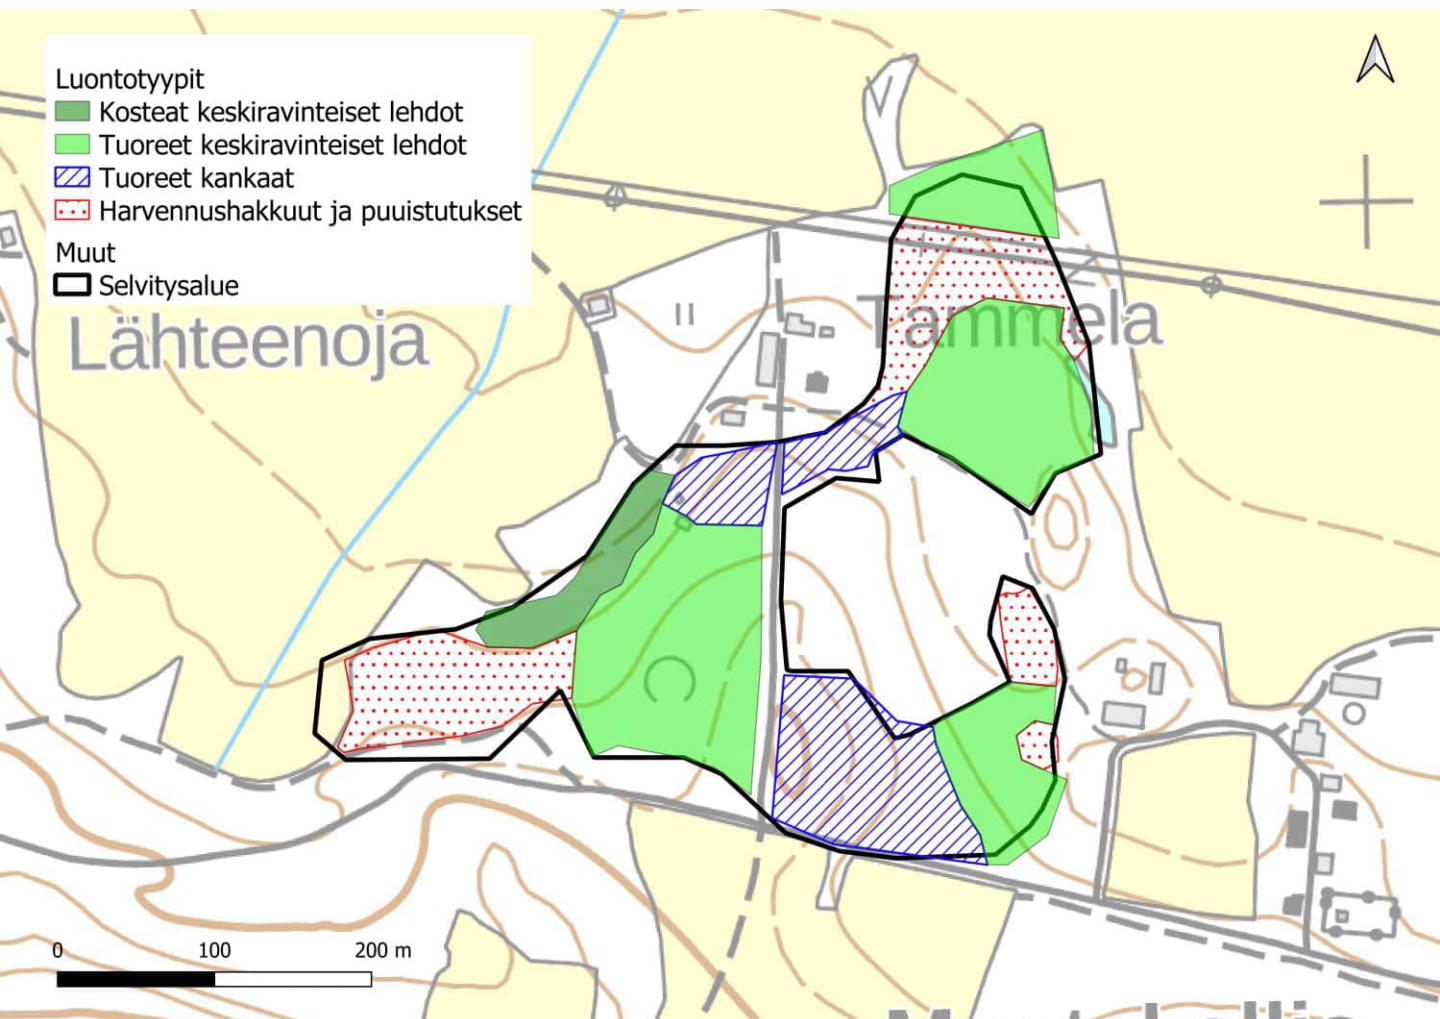 Luontotyypit
Kosteat keskiravinteiset lehdot
Tuoreet keskiravinteiset lehdot
Tuoreet kankaat
Harvennushakkuut ja puuistutukset
Muut
Selvitysalue
Lähteenoja
Tammela
0 100 200 m